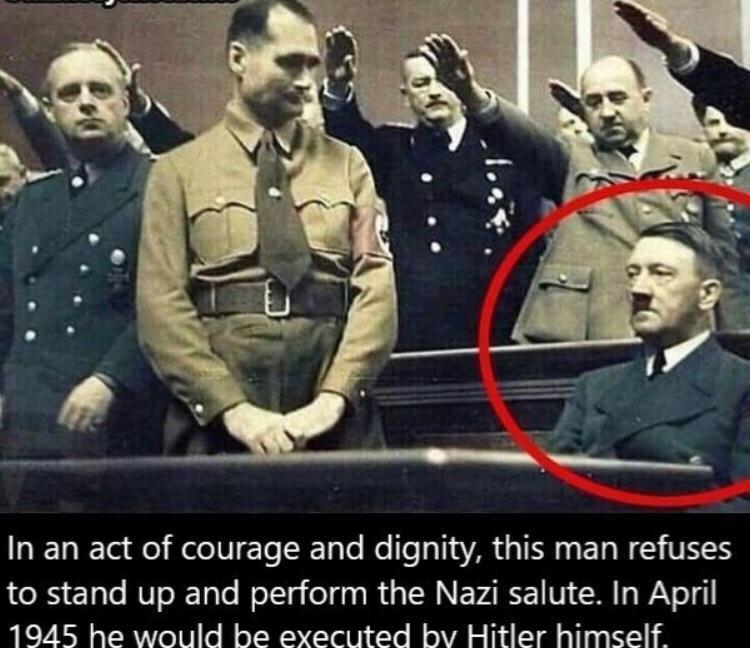 In an act of courage and dignity, this man refuses
to stand up and perform the Nazi salute. In April
1945 he would be executed by Hitler himself.